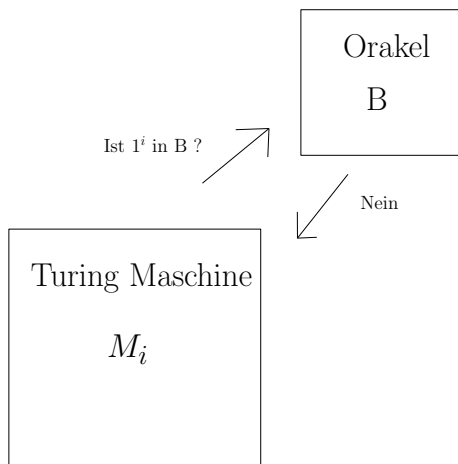 Orakel
B
Ist 1^i in B ?
Nein
Turing Maschine
M_i